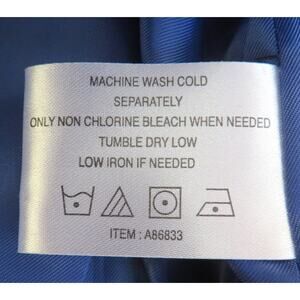 MACHINE WASH COLD
SEPARATELY
ONLY NON CHLORINE BLEACH WHEN NEEDED
TUMBLE DRY LOW
LOW IRON IF NEEDED
ITEM : A86833